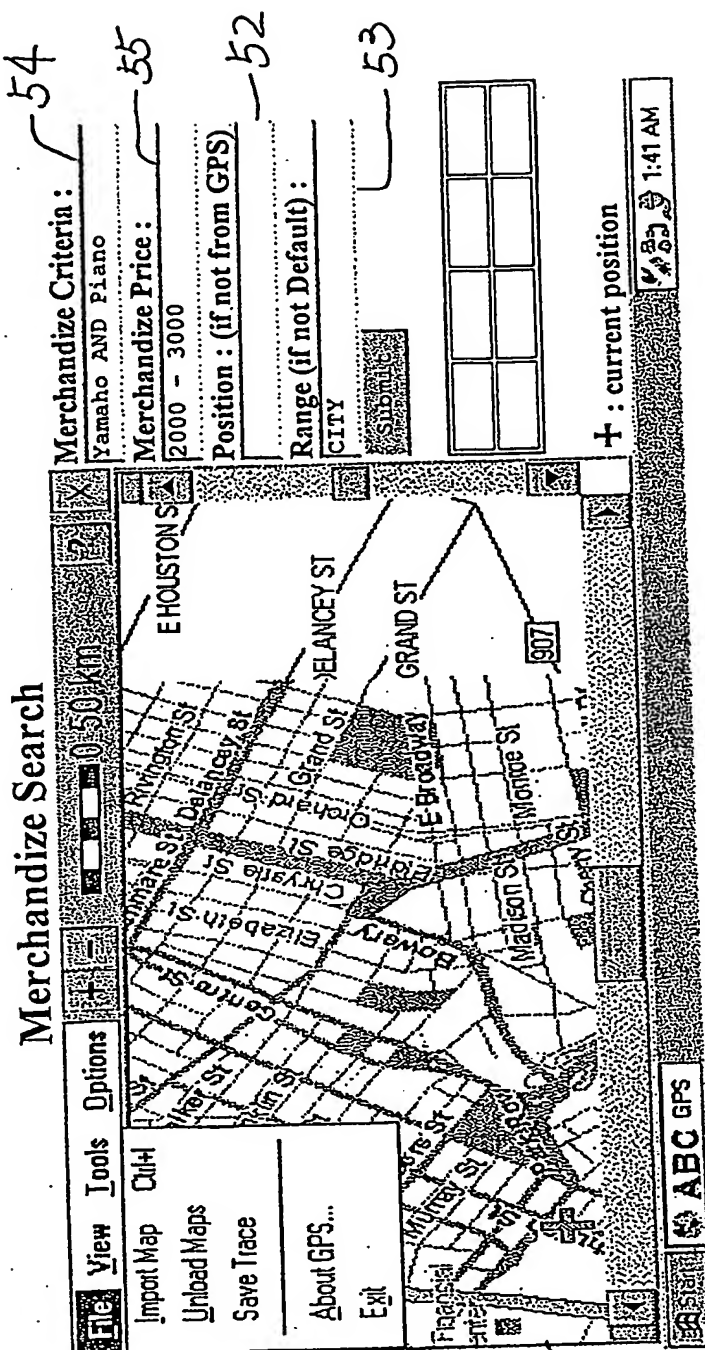 Merchandize Search
File View Tools Options + - 0.50 km ? X
Import Map Ctrl+I
Unload Maps
Save Trace
About GPS...
Exit
E HOUSTON S
Rivington St
Delancey St
ELANCEY ST
Grand St
GRAND ST
Orchard St
Eldridge St
Chrystie St
Elizabeth St
Bowery
Centre St
E Broadway
Monroe St
Madison St
907
Murray St
Financial
Merchandize Criteria : 54
Yamaho AND Piano
Merchandize Price : 55
2000 - 3000
Position : (if not from GPS) 52
Range (if not Default) : 53
CITY
Submit
+ : current position
Start ABC GPS 1:41 AM